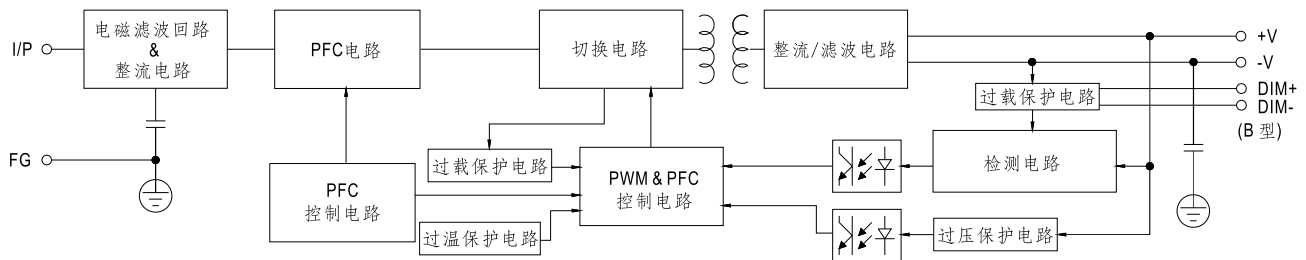 I/P
电磁滤波回路
&
整流电路
PFC电路
切换电路
整流/滤波电路
+V
-V
DIM+
DIM-
(B 型)
过载保护电路
FG
过载保护电路
检测电路
PFC
控制电路
PWM & PFC
控制电路
过温保护电路
过压保护电路